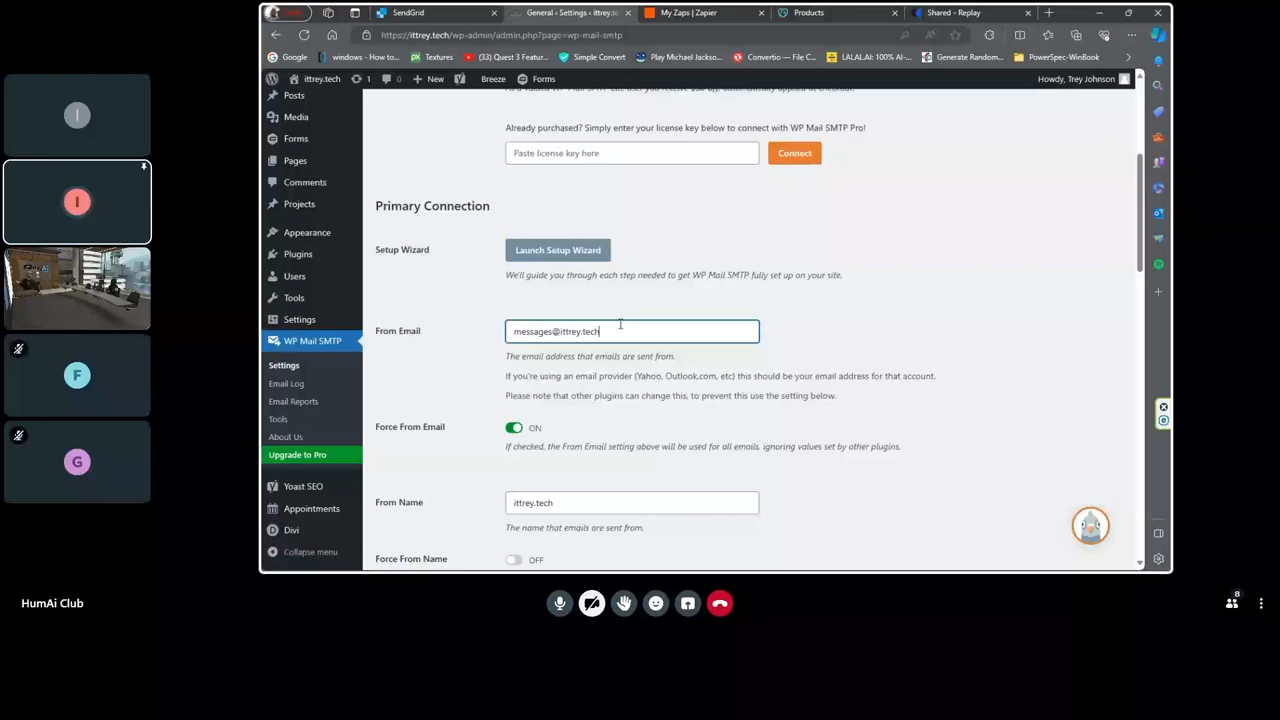 SendGrid
General ‹ Settings ‹ ittrey.t
My Zaps | Zapier
Products
Shared - Replay
https://ittrey.tech/wp-admin/admin.php?page=wp-mail-smtp
Google
windows - How to...
Textures
(33) Quest 3 Featur...
Simple Convert
Play Michael Jackso...
Convertio — Conver...
LALAL.AI: 100% AI-...
Generate Random...
PowerSpec-WinBook
ittrey.tech
1
0
New
Breeze
Forms
Howdy, Trey Johnson
Posts
Media
Forms
Pages
Comments
Projects
Appearance
Plugins
Users
Tools
Settings
WP Mail SMTP
Settings
Email Log
Email Reports
Tools
About Us
Upgrade to Pro
Yoast SEO
Appointments
Divi
Collapse menu
Already purchased? Simply enter your license key below to connect with WP Mail SMTP Pro!
Paste license key here
Connect
Primary Connection
Setup Wizard
Launch Setup Wizard
We'll guide you through each step needed to get WP Mail SMTP fully set up on your site.
From Email
messages@ittrey.tech
The email address that emails are sent from.
If you're using an email provider (Yahoo, Outlook.com, etc) this should be your email address for that account.
Please note that other plugins can change this, to prevent this use the setting below.
Force From Email
ON
If checked, the From Email setting above will be used for all emails, ignoring values set by other plugins.
From Name
ittrey.tech
The name that emails are sent from.
Force From Name
OFF
I
I
F
G
HumAi Club
8